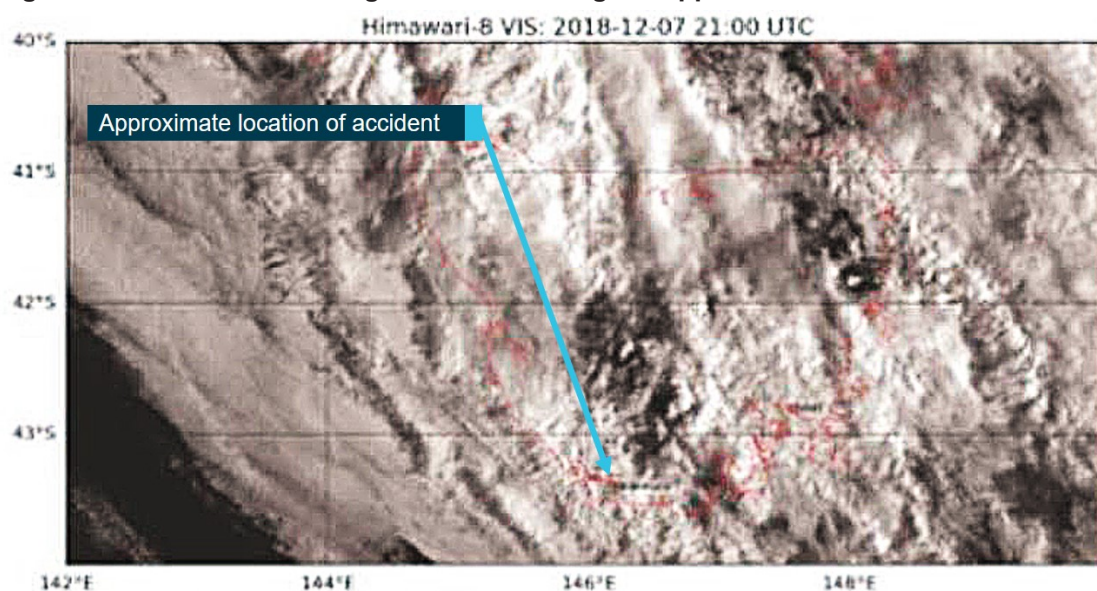 Himawari-8 VIS: 2018-12-07 21:00 UTC
40°S
Approximate location of accident
41°S
42°S
43°S
142°E 144°E 146°E 148°E